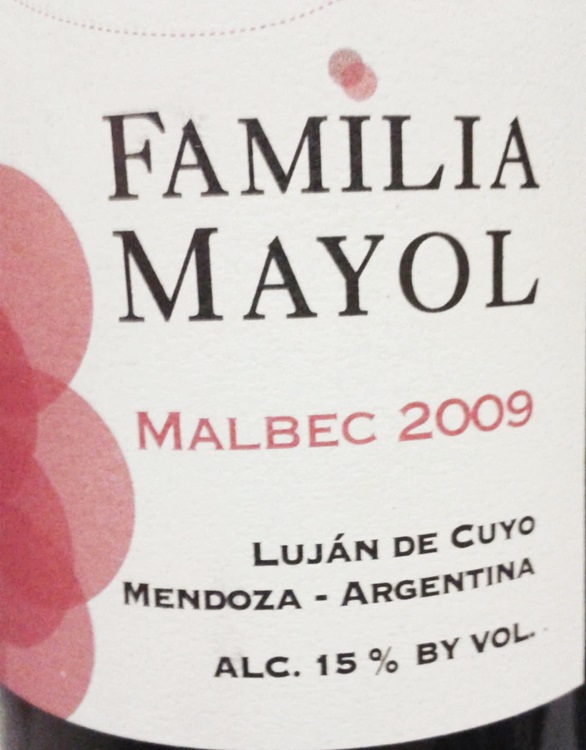 FAMILIA
MAYOL
MALBEC 2009
LUJÁN DE CUYO
MENDOZA - ARGENTINA
ALC. 15 % BY VOL.